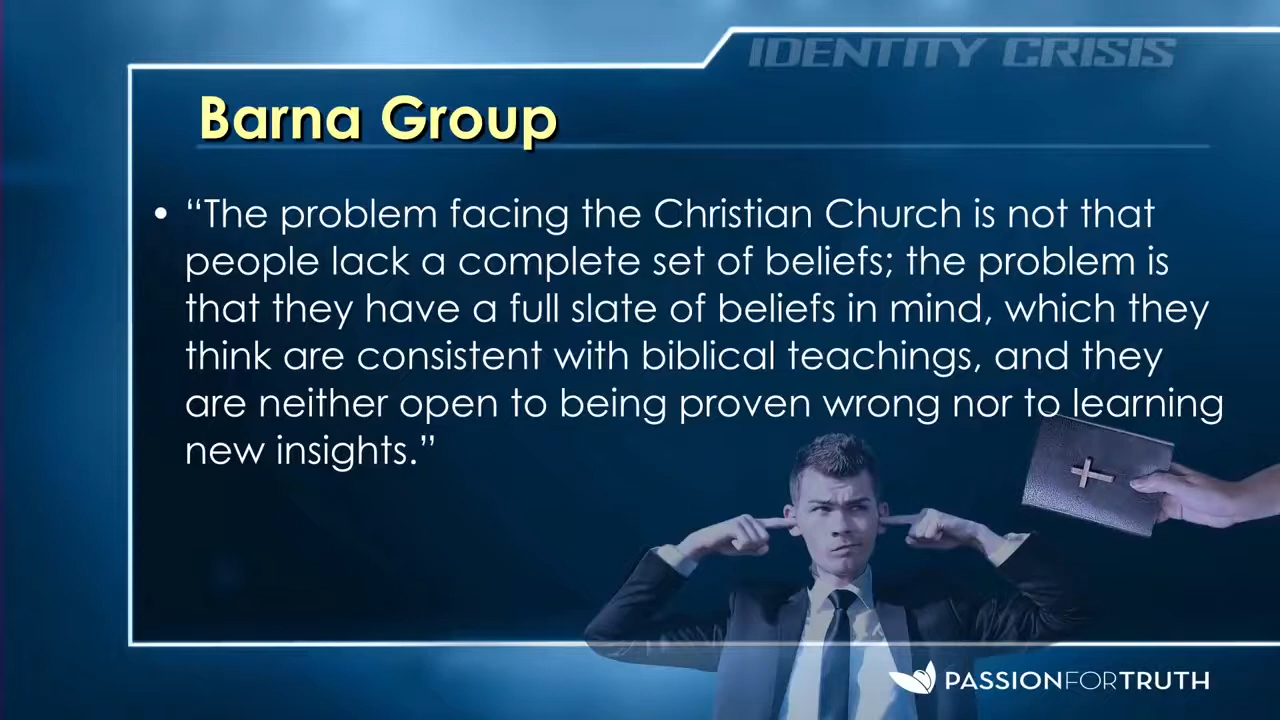 IDENTITY CRISIS
Barna Group
• “The problem facing the Christian Church is not that
people lack a complete set of beliefs; the problem is
that they have a full slate of beliefs in mind, which they
think are consistent with biblical teachings, and they
are neither open to being proven wrong nor to learning
new insights.”
PASSIONFORTRUTH